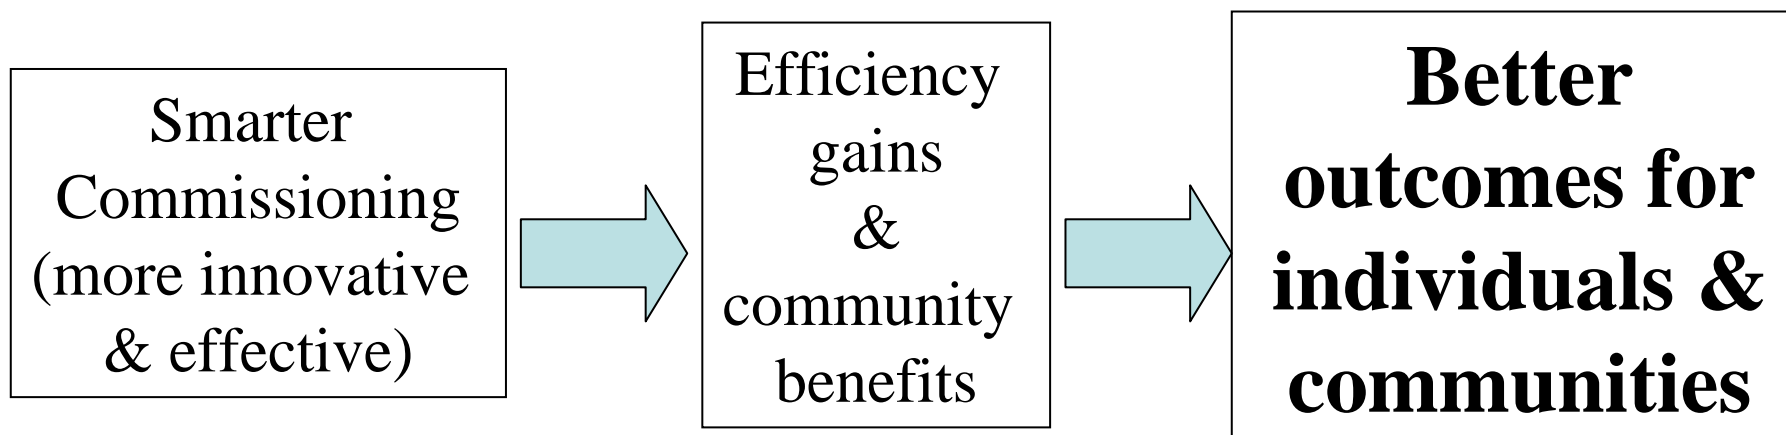 Smarter
Commissioning
(more innovative
& effective)
Efficiency
gains
&
community
benefits
Better
outcomes for
individuals &
communities